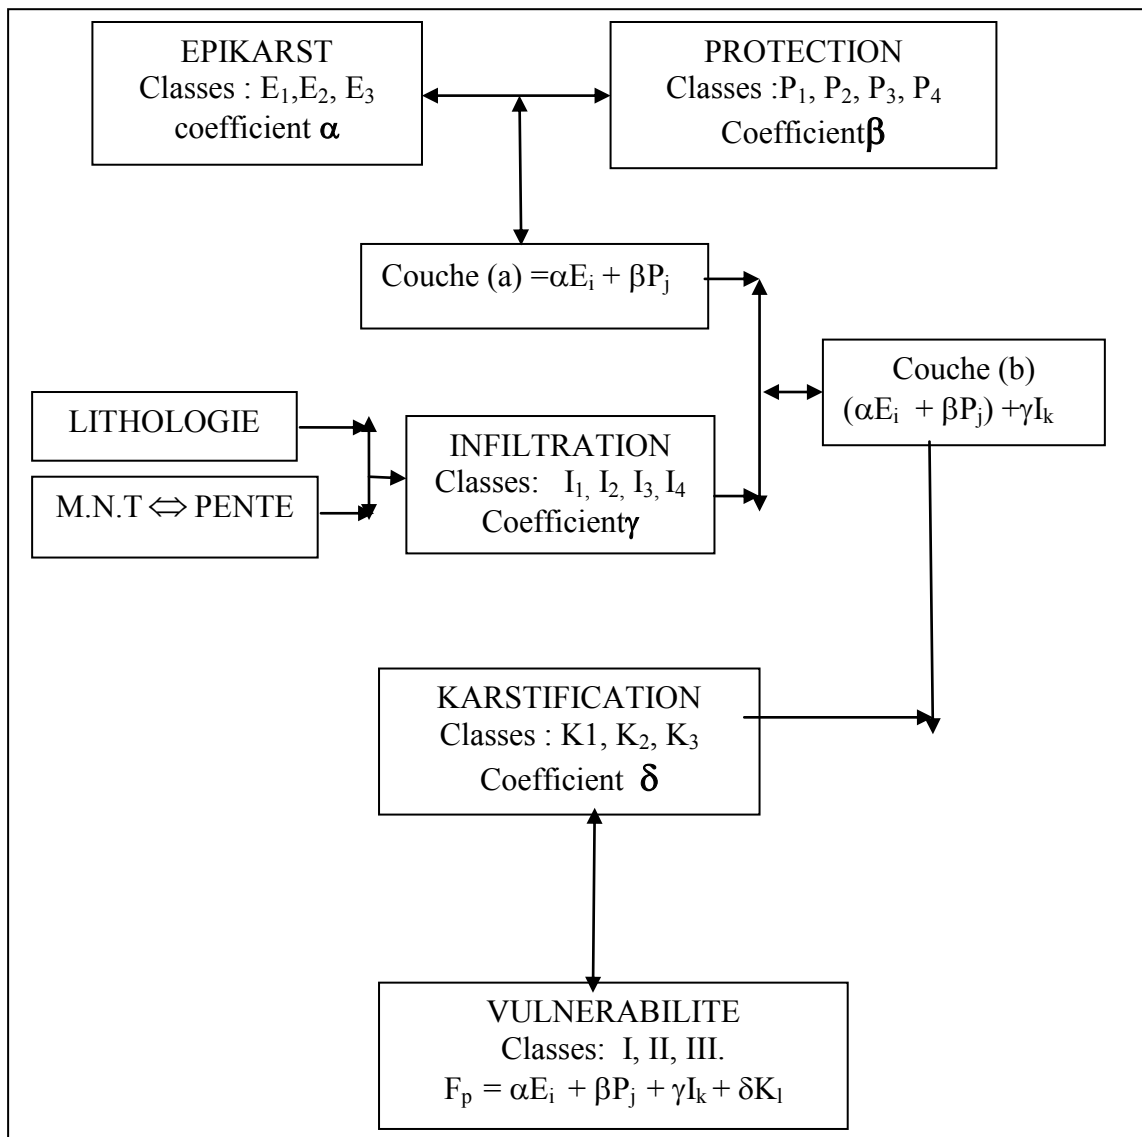 EPIKARST
Classes : E₁,E₂, E₃
coefficient α
PROTECTION
Classes :P₁, P₂, P₃, P₄
Coefficientβ
Couche (a) =αEᵢ + βPⱼ
Couche (b)
(αEᵢ + βPⱼ) +γIₖ
LITHOLOGIE
M.N.T ⇔ PENTE
INFILTRATION
Classes: I₁, I₂, I₃, I₄
Coefficientγ
KARSTIFICATION
Classes : K1, K₂, K₃
Coefficient δ
VULNERABILITE
Classes: I, II, III.
Fₚ = αEᵢ + βPⱼ + γIₖ + δKₗ